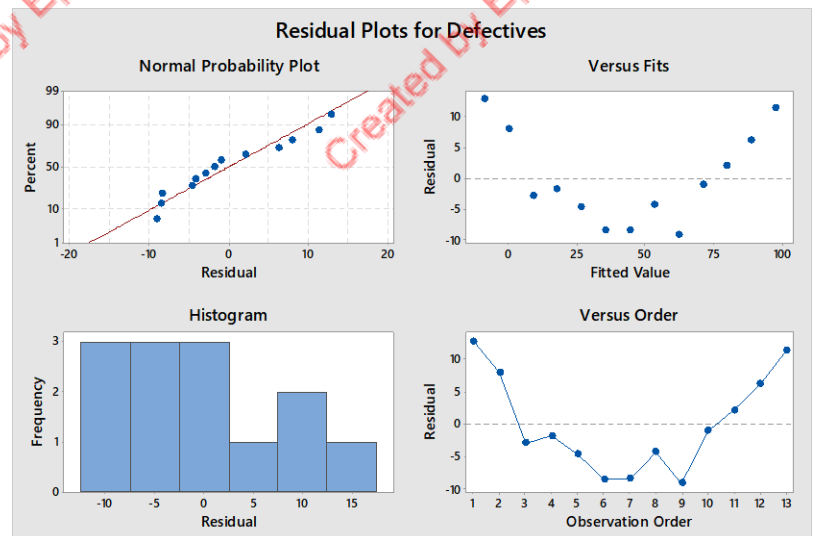 Residual Plots for Defectives
Normal Probability Plot
99
90
50
10
1
Percent
-20 -10 0 10 20
Residual
Versus Fits
10
5
0
-5
-10
Residual
0 25 50 75 100
Fitted Value
Histogram
3
2
1
0
Frequency
-10 -5 0 5 10 15
Residual
Versus Order
10
5
0
-5
-10
Residual
1 2 3 4 5 6 7 8 9 10 11 12 13
Observation Order
Created by
by